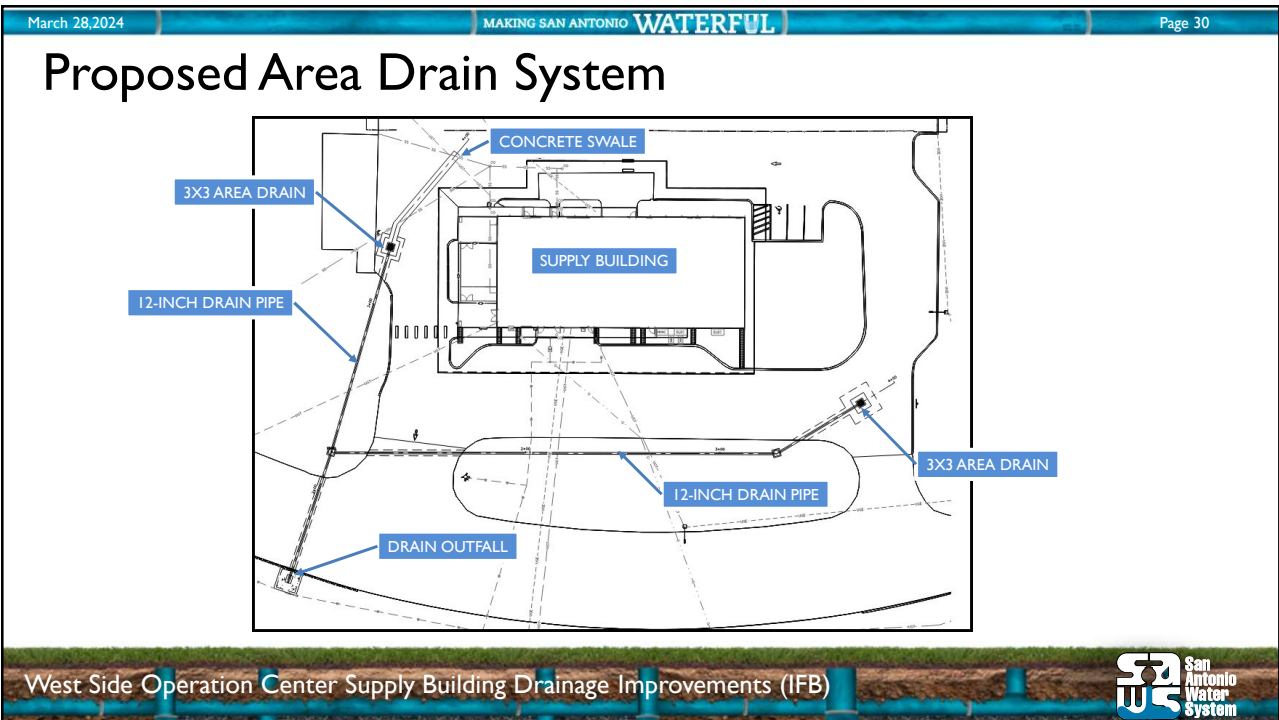 March 28,2024
MAKING SAN ANTONIO WATERFUL
Page 30
Proposed Area Drain System
CONCRETE SWALE
3X3 AREA DRAIN
SUPPLY BUILDING
12-INCH DRAIN PIPE
3X3 AREA DRAIN
12-INCH DRAIN PIPE
DRAIN OUTFALL
West Side Operation Center Supply Building Drainage Improvements (IFB)
San
Antonio
Water
System